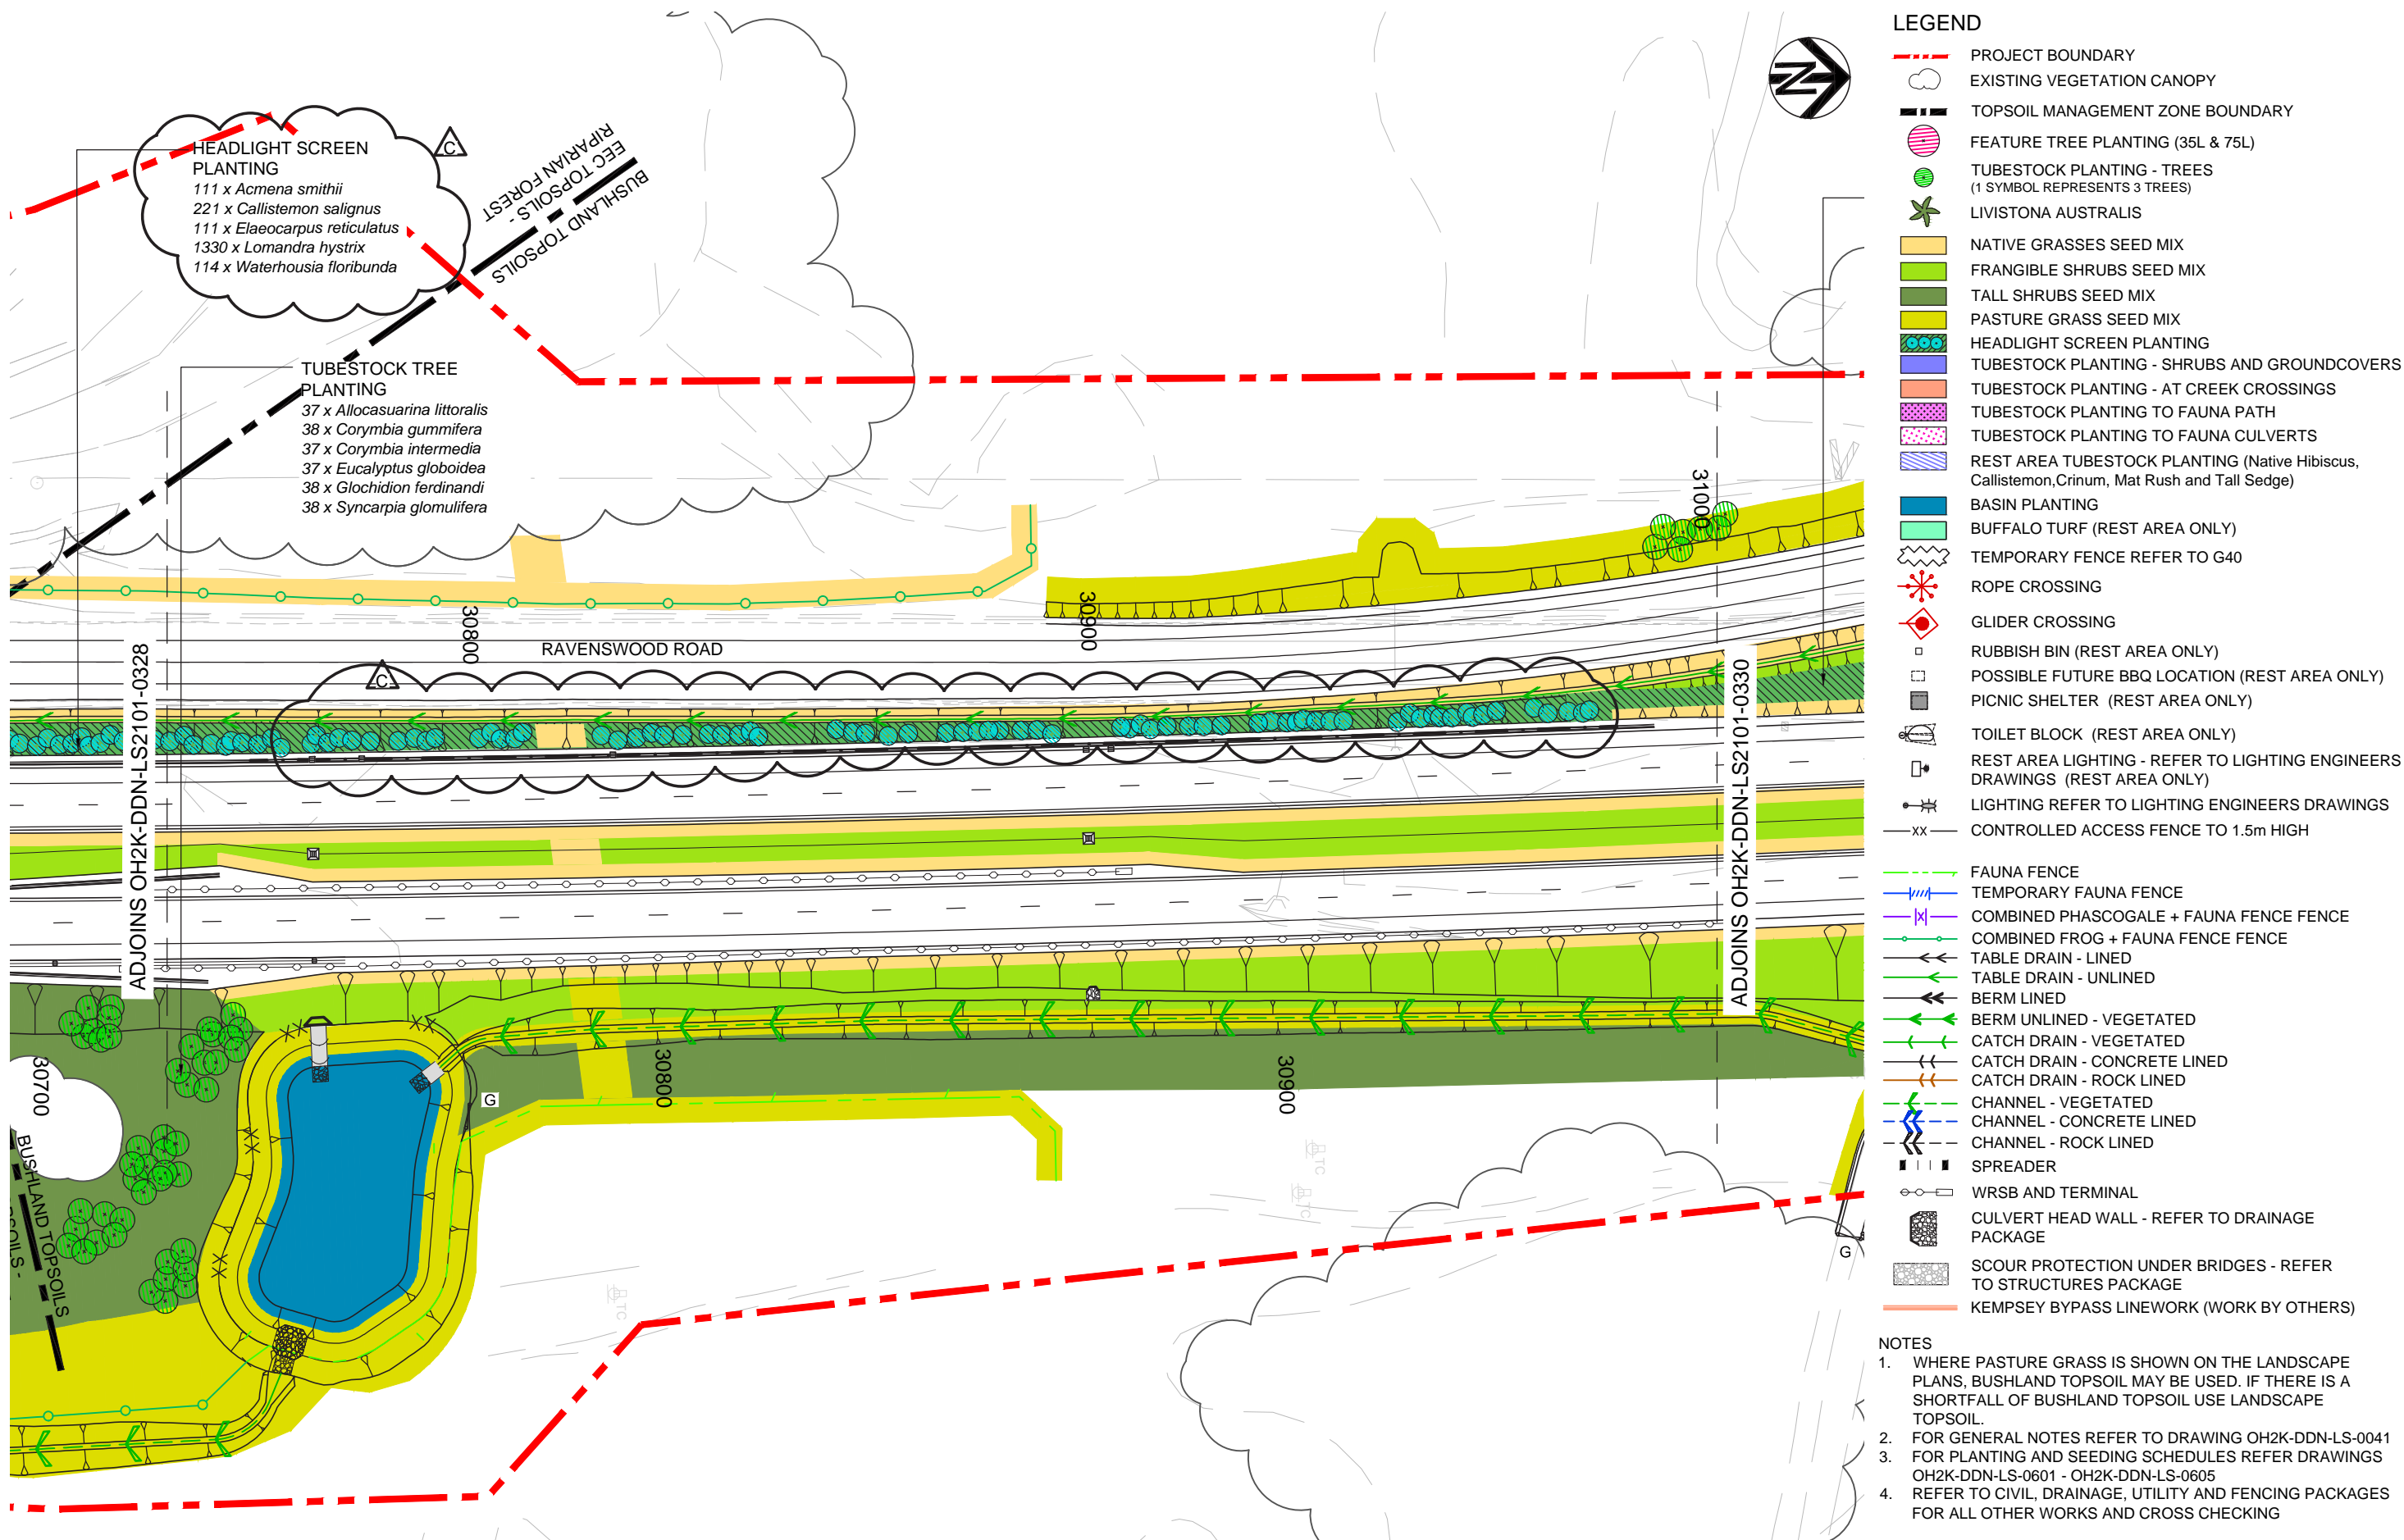 HEADLIGHT SCREEN
PLANTING
111 x Acmena smithii
221 x Callistemon salignus
111 x Elaeocarpus reticulatus
1330 x Lomandra hystrix
114 x Waterhousia floribunda
C
EEC TOPSOILS -
RIPARIAN FOREST
BUSHLAND TOPSOILS
TUBESTOCK TREE
PLANTING
37 x Allocasuarina littoralis
38 x Corymbia gummifera
37 x Corymbia intermedia
37 x Eucalyptus globoidea
38 x Glochidion ferdinandi
38 x Syncarpia glomulifera
N
31000
30800
30900
RAVENSWOOD ROAD
C
ADJOINS OH2K-DDN-LS2101-0328
ADJOINS OH2K-DDN-LS2101-0330
30700
30800
30900
G
BUSHLAND TOPSOILS
SOILS -
TC
TC
TC
G
LEGEND
PROJECT BOUNDARY
EXISTING VEGETATION CANOPY
TOPSOIL MANAGEMENT ZONE BOUNDARY
FEATURE TREE PLANTING (35L & 75L)
TUBESTOCK PLANTING - TREES
(1 SYMBOL REPRESENTS 3 TREES)
LIVISTONA AUSTRALIS
NATIVE GRASSES SEED MIX
FRANGIBLE SHRUBS SEED MIX
TALL SHRUBS SEED MIX
PASTURE GRASS SEED MIX
HEADLIGHT SCREEN PLANTING
TUBESTOCK PLANTING - SHRUBS AND GROUNDCOVERS
TUBESTOCK PLANTING - AT CREEK CROSSINGS
TUBESTOCK PLANTING TO FAUNA PATH
TUBESTOCK PLANTING TO FAUNA CULVERTS
REST AREA TUBESTOCK PLANTING (Native Hibiscus,
Callistemon,Crinum, Mat Rush and Tall Sedge)
BASIN PLANTING
BUFFALO TURF (REST AREA ONLY)
TEMPORARY FENCE REFER TO G40
ROPE CROSSING
GLIDER CROSSING
RUBBISH BIN (REST AREA ONLY)
POSSIBLE FUTURE BBQ LOCATION (REST AREA ONLY)
PICNIC SHELTER (REST AREA ONLY)
TOILET BLOCK (REST AREA ONLY)
REST AREA LIGHTING - REFER TO LIGHTING ENGINEERS
DRAWINGS (REST AREA ONLY)
LIGHTING REFER TO LIGHTING ENGINEERS DRAWINGS
XX CONTROLLED ACCESS FENCE TO 1.5m HIGH
FAUNA FENCE
TEMPORARY FAUNA FENCE
COMBINED PHASCOGALE + FAUNA FENCE FENCE
COMBINED FROG + FAUNA FENCE FENCE
TABLE DRAIN - LINED
TABLE DRAIN - UNLINED
BERM LINED
BERM UNLINED - VEGETATED
CATCH DRAIN - VEGETATED
CATCH DRAIN - CONCRETE LINED
CATCH DRAIN - ROCK LINED
CHANNEL - VEGETATED
CHANNEL - CONCRETE LINED
CHANNEL - ROCK LINED
SPREADER
WRSB AND TERMINAL
CULVERT HEAD WALL - REFER TO DRAINAGE
PACKAGE
SCOUR PROTECTION UNDER BRIDGES - REFER
TO STRUCTURES PACKAGE
KEMPSEY BYPASS LINEWORK (WORK BY OTHERS)
NOTES
1. WHERE PASTURE GRASS IS SHOWN ON THE LANDSCAPE
PLANS, BUSHLAND TOPSOIL MAY BE USED. IF THERE IS A
SHORTFALL OF BUSHLAND TOPSOIL USE LANDSCAPE
TOPSOIL.
2. FOR GENERAL NOTES REFER TO DRAWING OH2K-DDN-LS-0041
3. FOR PLANTING AND SEEDING SCHEDULES REFER DRAWINGS
OH2K-DDN-LS-0601 - OH2K-DDN-LS-0605
4. REFER TO CIVIL, DRAINAGE, UTILITY AND FENCING PACKAGES
FOR ALL OTHER WORKS AND CROSS CHECKING